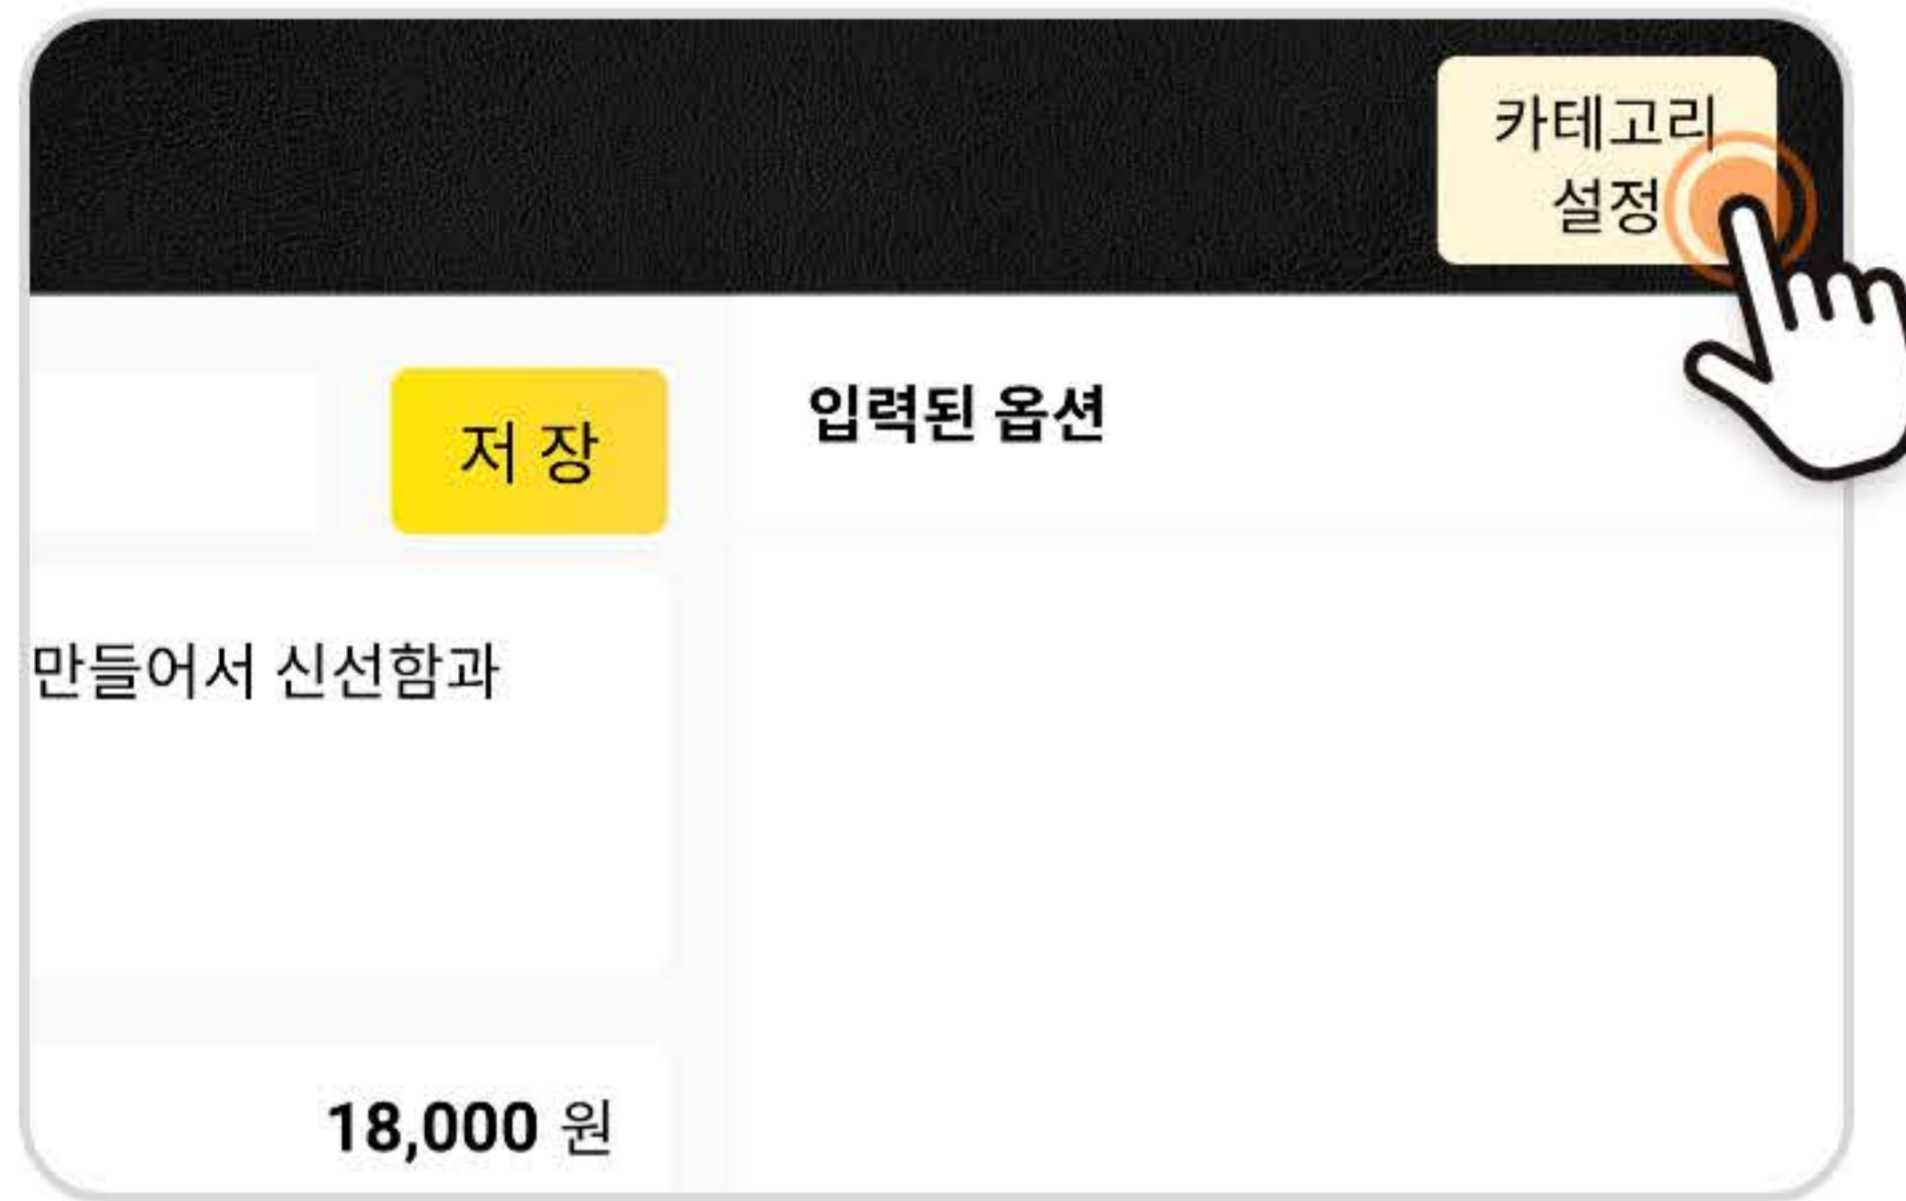 카테고리
설정
저 장
입력된 옵션
만들어서 신선함과
18,000 원